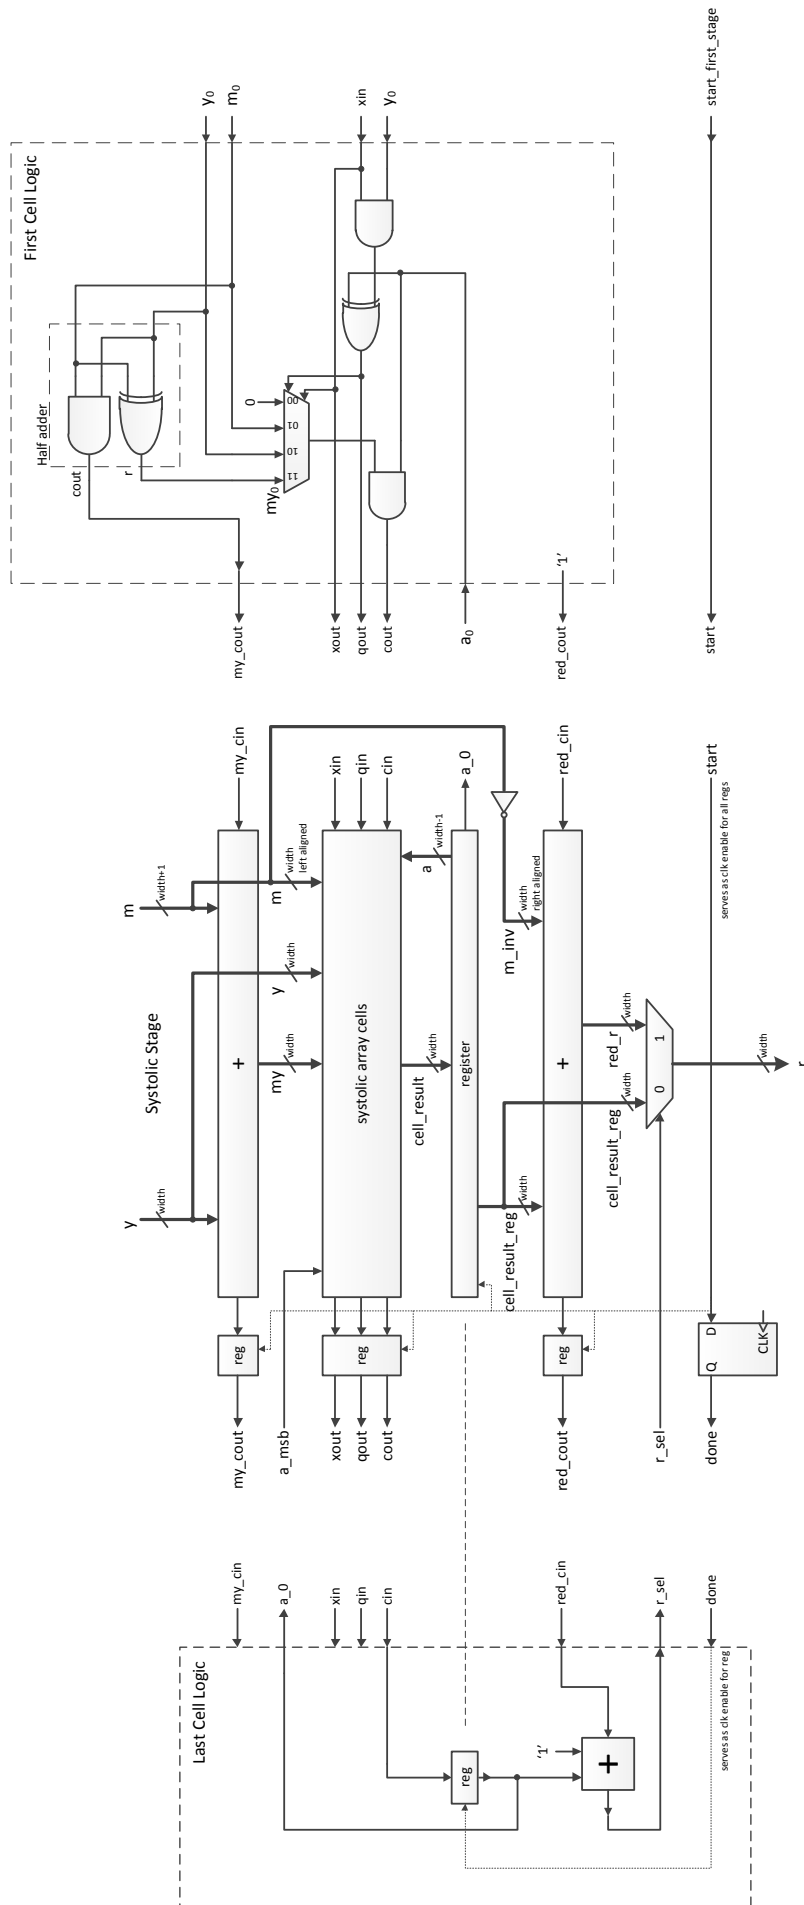 First Cell Logic
y0
m0
xin
y0
start_first_stage
Half adder
cout
r
0
00
01
10
11
my0
my_cout
xout
qout
cout
a0
red_cout
'1'
start
Systolic Stage
m
width+1
y
width
+
my_cin
my
width
y
width
m
width
left aligned
systolic array cells
xin
qin
cin
cell_result
width
a
width-1
register
a_0
m_inv
width
right aligned
cell_result_reg
width
+
red_cin
cell_result_reg
width
red_r
width
0
1
r
width
start
serves as clk enable for all regs
reg
my_cout
a_msb
reg
xout
qout
cout
reg
red_cout
r_sel
D
Q
CLK
done
Last Cell Logic
my_cin
a_0
xin
qin
cin
red_cin
r_sel
done
reg
'1'
+
serves as clk enable for reg